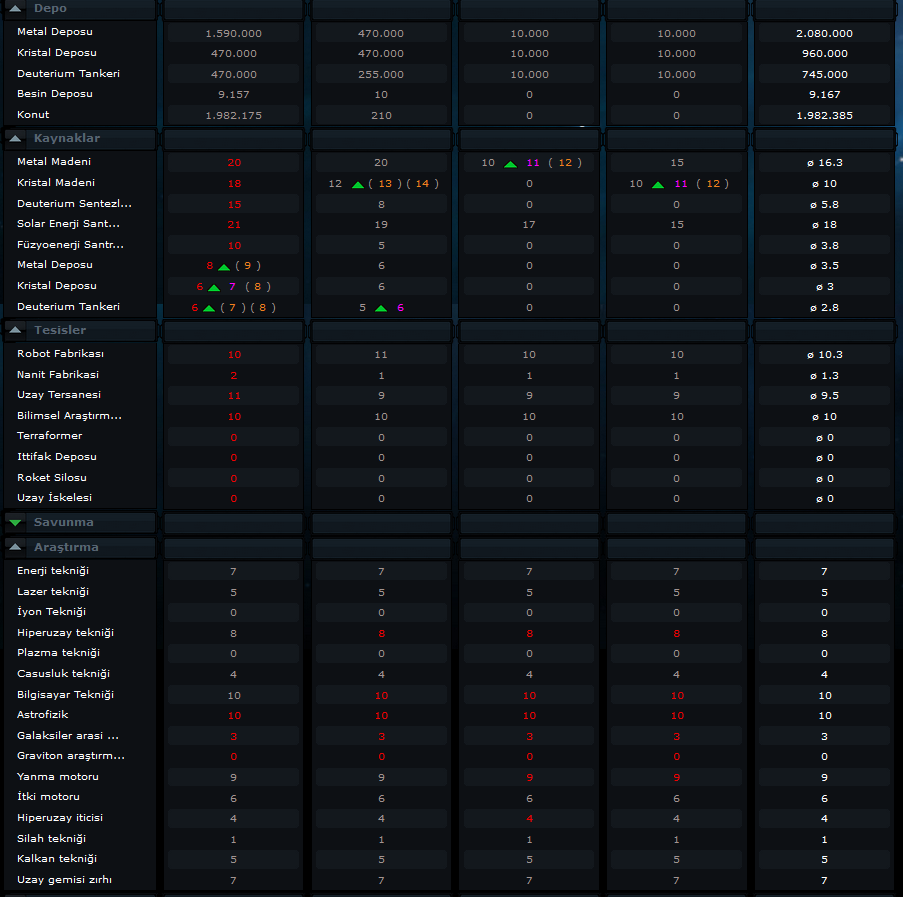 Depo
Metal Deposu 1.590.000 470.000 10.000 10.000 2.080.000
Kristal Deposu 470.000 470.000 10.000 10.000 960.000
Deuterium Tankeri 470.000 255.000 10.000 10.000 745.000
Besin Deposu 9.157 10 0 0 9.167
Konut 1.982.175 210 0 0 1.982.385
Kaynaklar
Metal Madeni 20 20 10 11 ( 12 ) 15 ø 16.3
Kristal Madeni 18 12 ( 13 ) ( 14 ) 0 10 11 ( 12 ) ø 10
Deuterium Sentezl... 15 8 0 0 ø 5.8
Solar Enerji Sant... 21 19 17 15 ø 18
Füzyoenerji Santr... 10 5 0 0 ø 3.8
Metal Deposu 8 ( 9 ) 6 0 0 ø 3.5
Kristal Deposu 6 7 ( 8 ) 6 0 0 ø 3
Deuterium Tankeri 6 ( 7 ) ( 8 ) 5 6 0 0 ø 2.8
Tesisler
Robot Fabrikası 10 11 10 10 ø 10.3
Nanit Fabrikasi 2 1 1 1 ø 1.3
Uzay Tersanesi 11 9 9 9 ø 9.5
Bilimsel Araştırm... 10 10 10 10 ø 10
Terraformer 0 0 0 0 ø 0
Ittifak Deposu 0 0 0 0 ø 0
Roket Silosu 0 0 0 0 ø 0
Uzay İskelesi 0 0 0 0 ø 0
Savunma
Araştırma
Enerji tekniği 7 7 7 7 7
Lazer tekniği 5 5 5 5 5
İyon Tekniği 0 0 0 0 0
Hiperuzay tekniği 8 8 8 8 8
Plazma tekniği 0 0 0 0 0
Casusluk tekniği 4 4 4 4 4
Bilgisayar Tekniği 10 10 10 10 10
Astrofizik 10 10 10 10 10
Galaksiler arasi ... 3 3 3 3 3
Graviton araştırm... 0 0 0 0 0
Yanma motoru 9 9 9 9 9
İtki motoru 6 6 6 6 6
Hiperuzay iticisi 4 4 4 4 4
Silah tekniği 1 1 1 1 1
Kalkan tekniği 5 5 5 5 5
Uzay gemisi zırhı 7 7 7 7 7